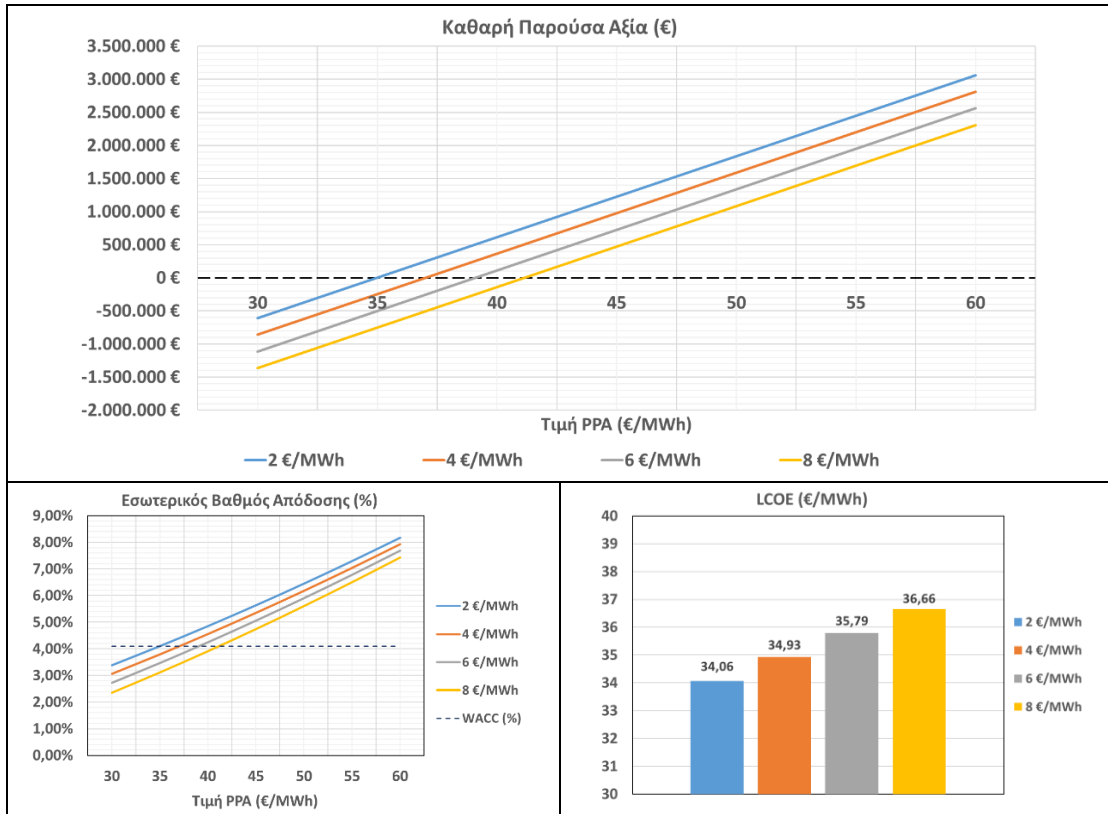 Καθαρή Παρούσα Αξία (€)
3.500.000 €
3.000.000 €
2.500.000 €
2.000.000 €
1.500.000 €
1.000.000 €
500.000 €
0 €
-500.000 €
-1.000.000 €
-1.500.000 €
-2.000.000 €
30 35 40 45 50 55 60
Τιμή PPA (€/MWh)
2 €/MWh 4 €/MWh 6 €/MWh 8 €/MWh
Εσωτερικός Βαθμός Απόδοσης (%)
9,00%
8,00%
7,00%
6,00%
5,00%
4,00%
3,00%
2,00%
1,00%
0,00%
30 35 40 45 50 55 60
Τιμή PPA (€/MWh)
2 €/MWh
4 €/MWh
6 €/MWh
8 €/MWh
WACC (%)
LCOE (€/MWh)
40
39
38
37
36
35
34
33
32
31
30
34,06
34,93
35,79
36,66
2 €/MWh
4 €/MWh
6 €/MWh
8 €/MWh